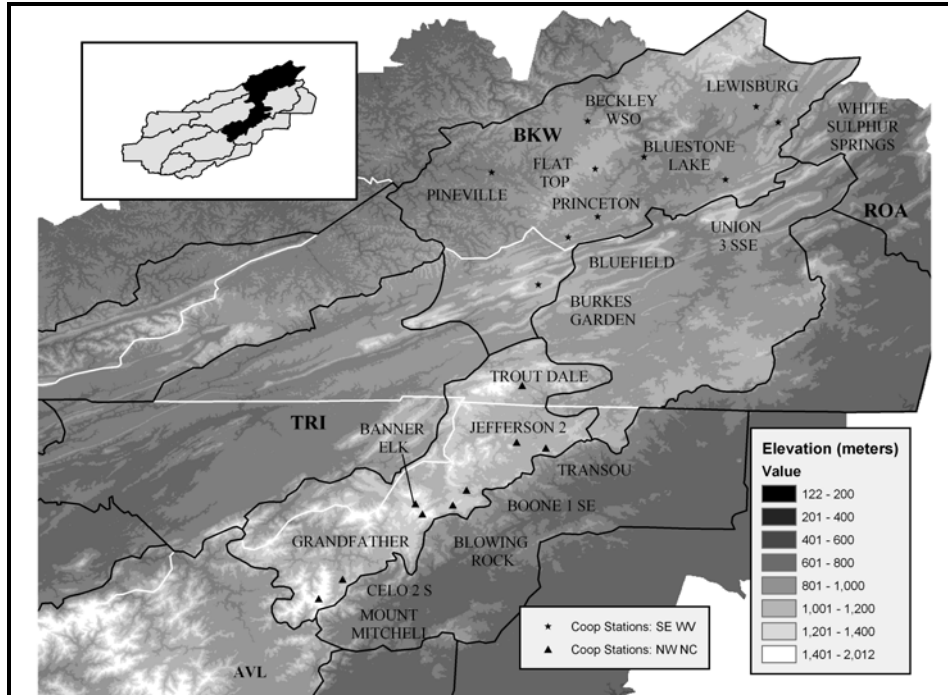 LEWISBURG
BECKLEY
WSO
WHITE
SULPHUR
SPRINGS
BKW
BLUESTONE
LAKE
FLAT
TOP
PINEVILLE
PRINCETON
ROA
UNION
3 SSE
BLUEFIELD
BURKES
GARDEN
TROUT DALE
TRI
BANNER
ELK
JEFFERSON 2
TRANSOU
BOONE 1 SE
GRANDFATHER
BLOWING
ROCK
CELO 2 S
MOUNT
MITCHELL
AVL
Elevation (meters)
Value
122 - 200
201 - 400
401 - 600
601 - 800
801 - 1,000
1,001 - 1,200
1,201 - 1,400
1,401 - 2,012
Coop Stations: SE WV
Coop Stations: NW NC